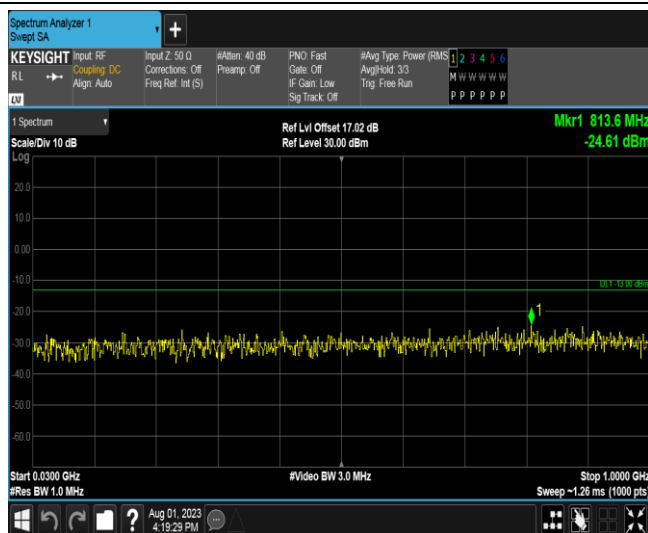 Spectrum Analyzer 1
Swept SA
+
KEYSIGHT
RL
LXI
Input: RF
Coupling: DC
Align: Auto
Input Z: 50 Ω
Corrections: Off
Freq Ref: Int (S)
#Atten: 40 dB
Preamp: Off
PNO: Fast
Gate: Off
IF Gain: Low
Sig Track: Off
#Avg Type: Power (RMS
Avg|Hold: 3/3
Trig: Free Run
1 2 3 4 5 6
M W W W W W
P P P P P P
1 Spectrum
Scale/Div 10 dB
Log
Ref Lvl Offset 17.02 dB
Ref Level 30.00 dBm
Mkr1 813.6 MHz
-24.61 dBm
20.0
10.0
0.00
-10.0
DL1 -13.00 dBm
-20.0
1
-30.0
-40.0
-50.0
-60.0
Start 0.0300 GHz
#Res BW 1.0 MHz
#Video BW 3.0 MHz
Stop 1.0000 GHz
Sweep ~1.26 ms (1000 pts)
?
Aug 01, 2023
4:19:29 PM